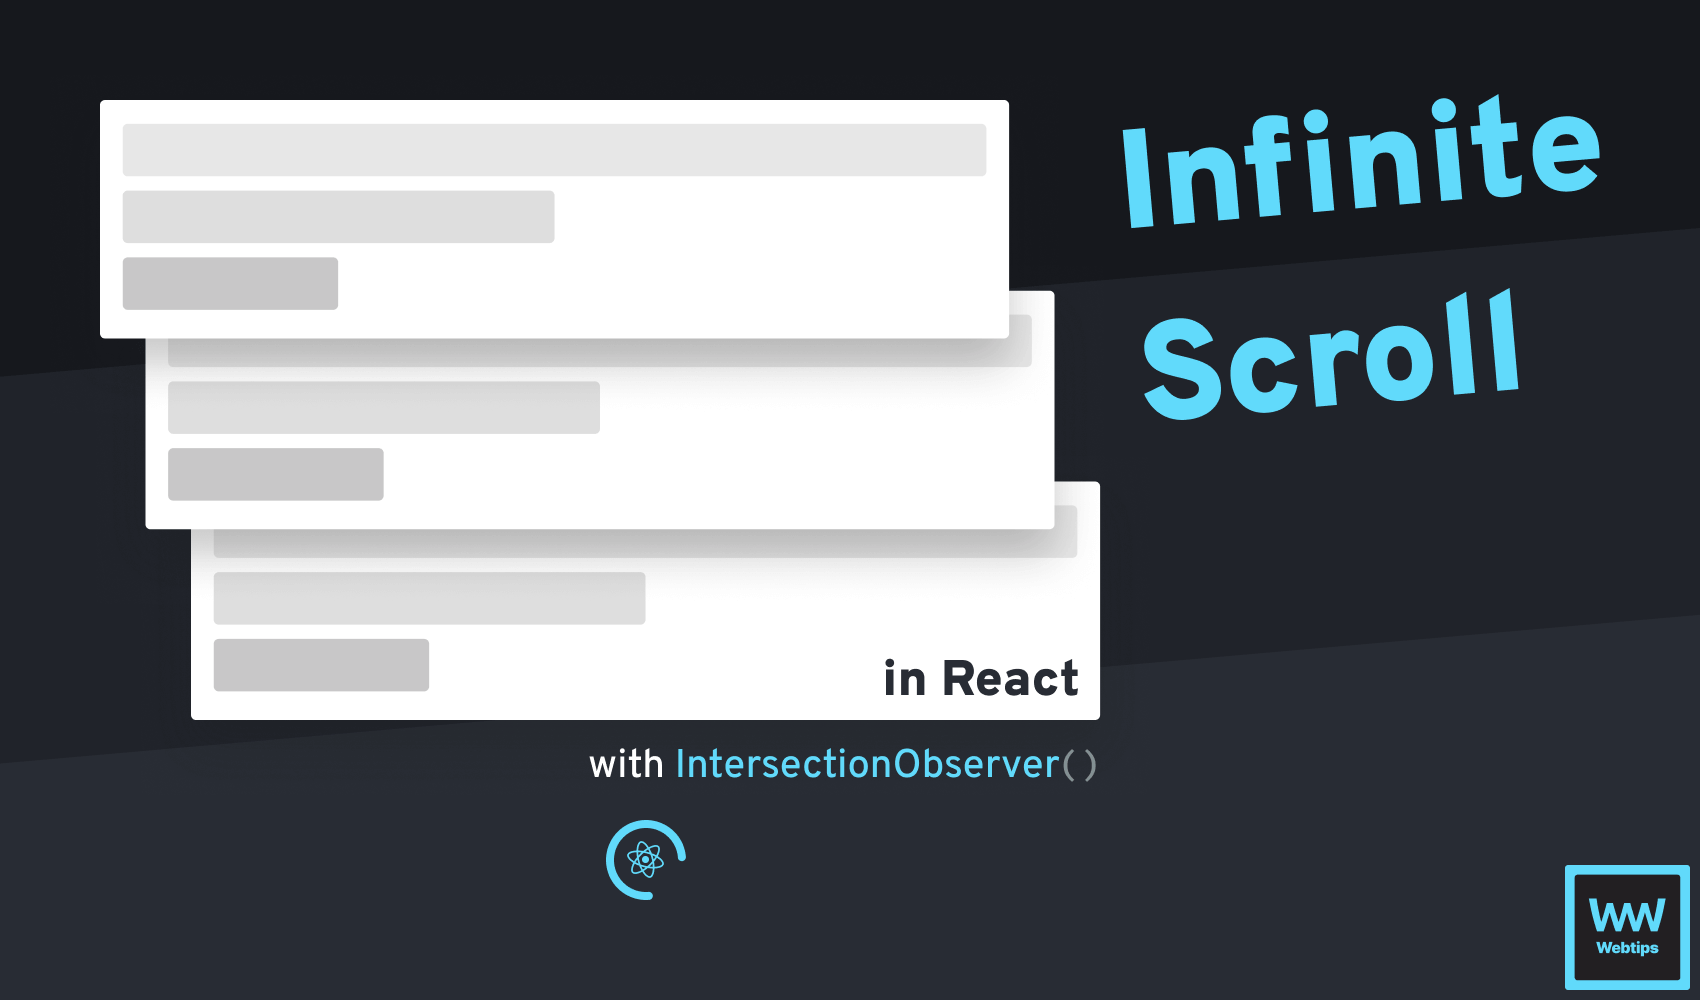 Infinite
Scroll
in React
with IntersectionObserver()
WW
Webtips